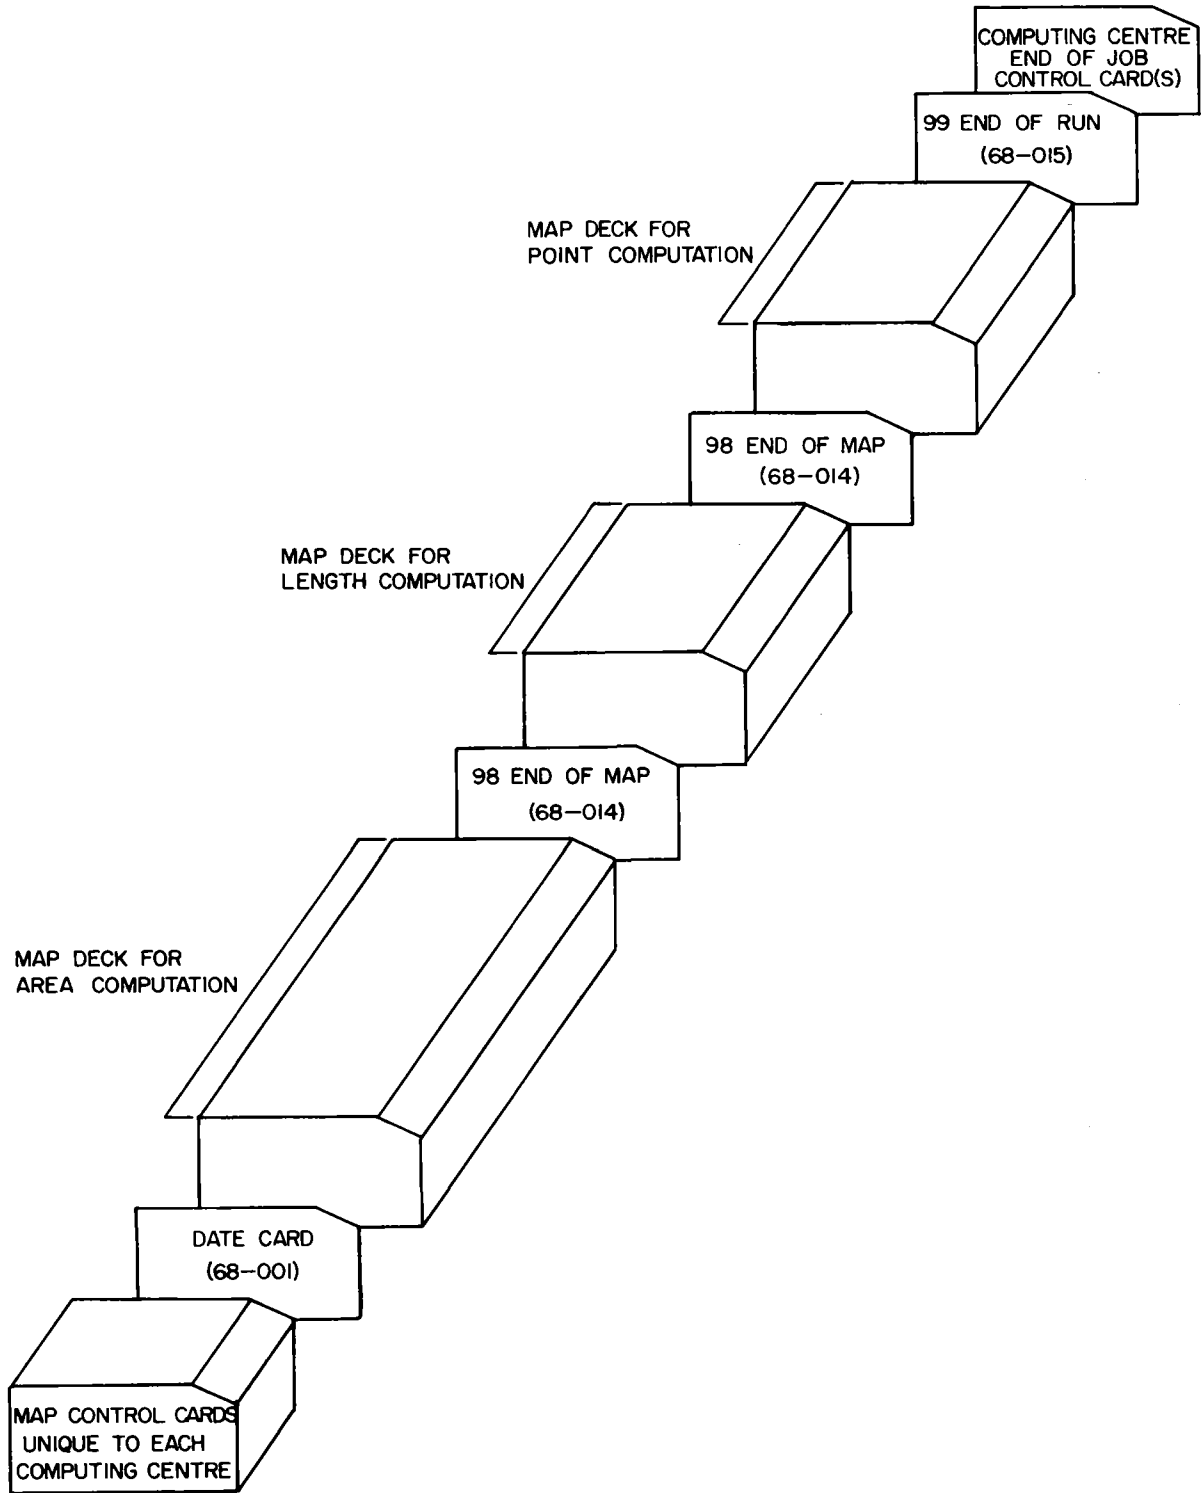 COMPUTING CENTRE
END OF JOB
CONTROL CARD(S)
99 END OF RUN
(68-015)
MAP DECK FOR
POINT COMPUTATION
98 END OF MAP
(68-014)
MAP DECK FOR
LENGTH COMPUTATION
98 END OF MAP
(68-014)
MAP DECK FOR
AREA COMPUTATION
DATE CARD
(68-001)
MAP CONTROL CARDS
UNIQUE TO EACH
COMPUTING CENTRE